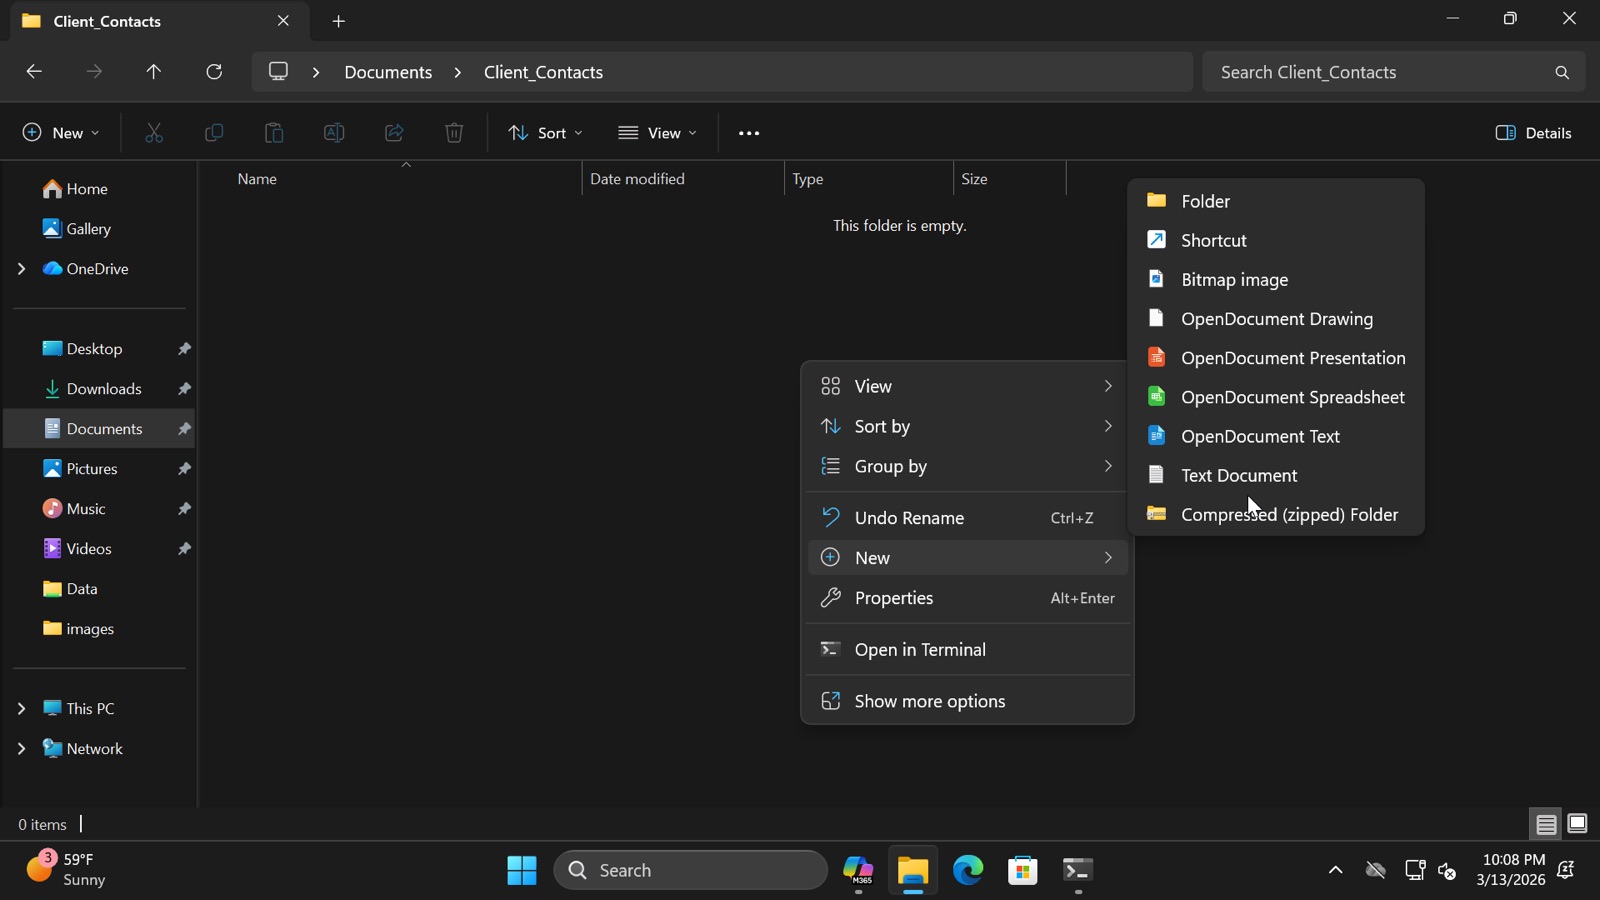 Client_Contacts
Documents
Client_Contacts
Search Client_Contacts
New
Sort
View
Details
Name
Date modified
Type
Size
This folder is empty.
Home
Gallery
OneDrive
Desktop
Downloads
Documents
Pictures
Music
Videos
Data
images
This PC
Network
View
Sort by
Group by
Undo Rename Ctrl+Z
New
Properties Alt+Enter
Open in Terminal
Show more options
Folder
Shortcut
Bitmap image
OpenDocument Drawing
OpenDocument Presentation
OpenDocument Spreadsheet
OpenDocument Text
Text Document
Compressed (zipped) Folder
0 items
3
59°F
Sunny
Search
M365
10:08 PM
3/13/2026